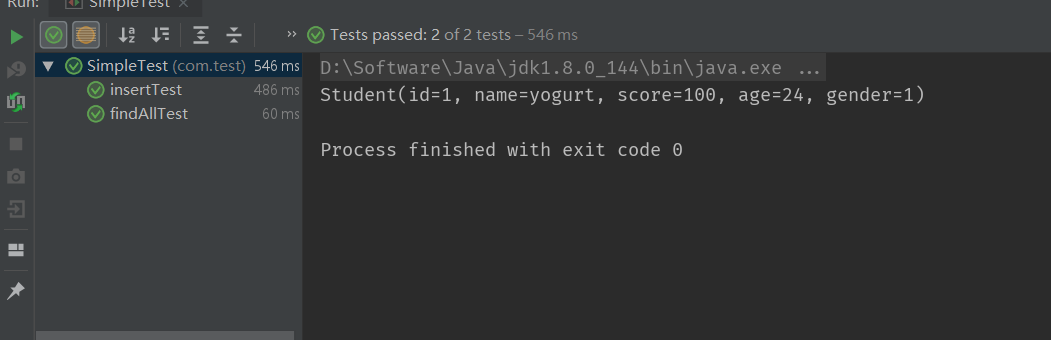 Run: SimpleTest ×
» Tests passed: 2 of 2 tests – 546 ms
SimpleTest (com.test) 546 ms
insertTest 486 ms
findAllTest 60 ms
D:\Software\Java\jdk1.8.0_144\bin\java.exe ...
Student(id=1, name=yogurt, score=100, age=24, gender=1)
Process finished with exit code 0